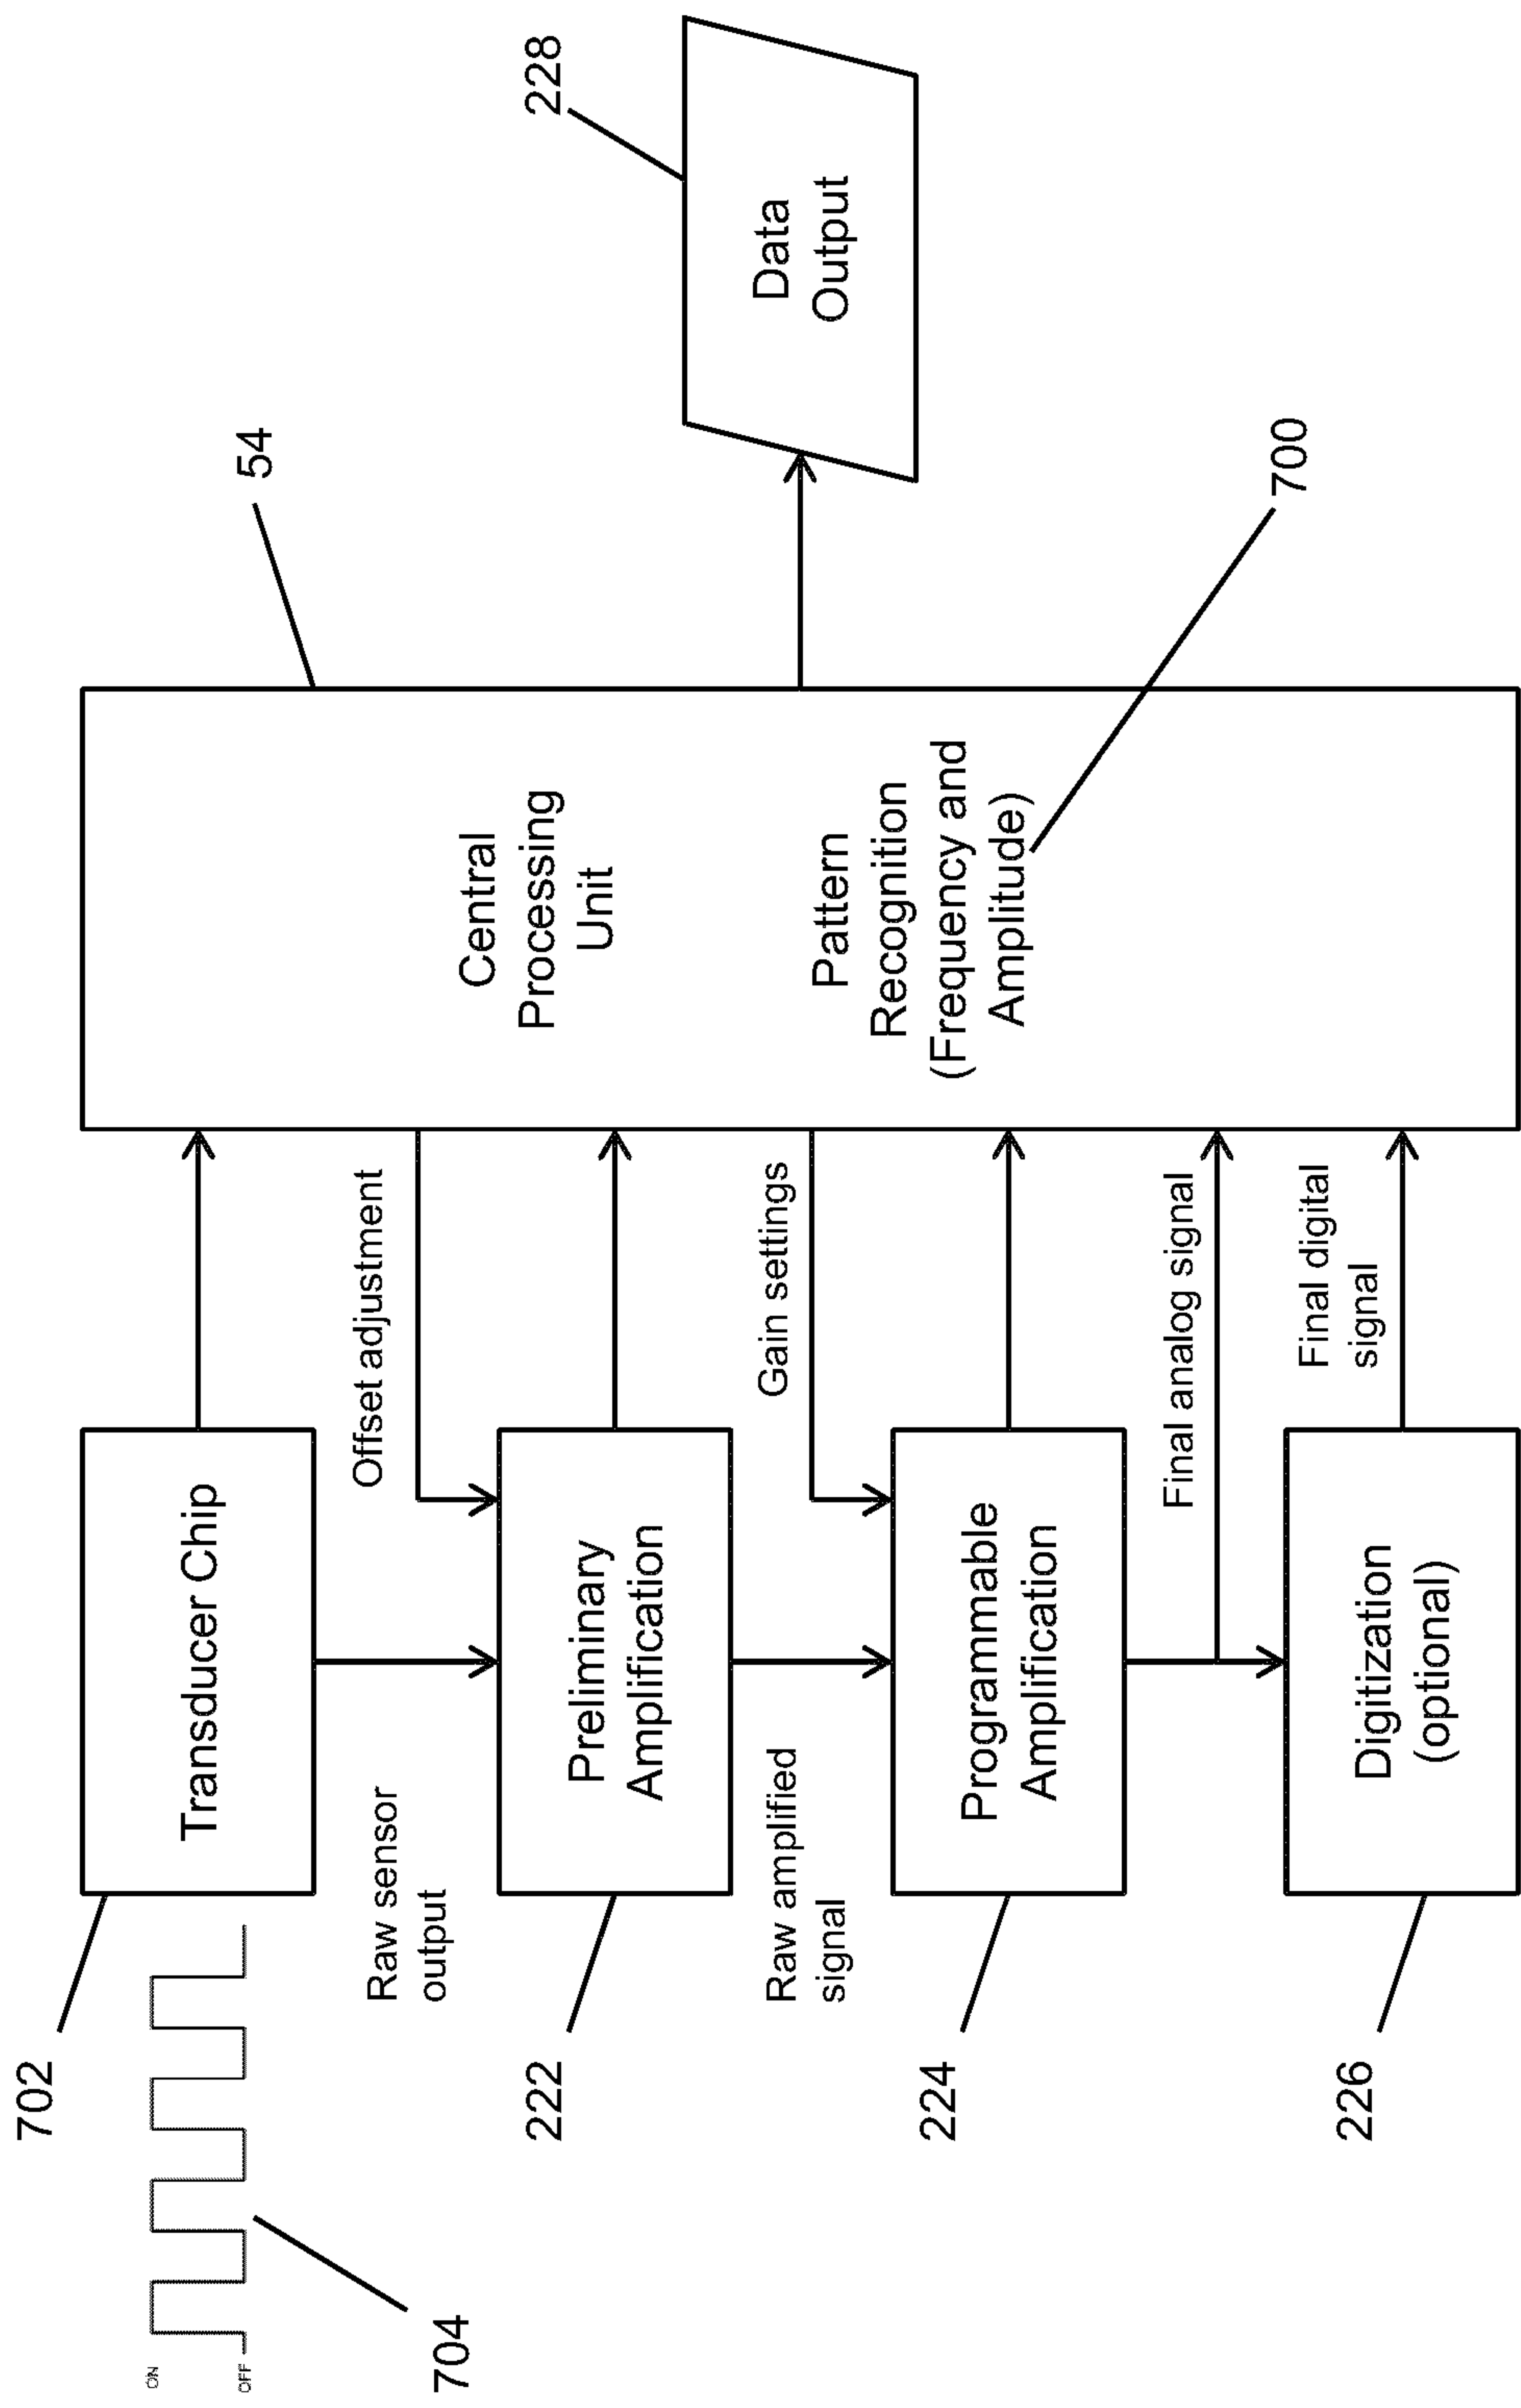 702
ON
OFF
704
Transducer Chip
54
Raw sensor
output
Offset adjustment
Central
Processing
Unit
228
Data
Output
222
Preliminary
Amplification
Raw amplified
signal
Gain settings
Pattern
Recognition
(Frequency and
Amplitude)
224
Programmable
Amplification
Final analog signal
700
226
Digitization
(optional)
Final digital
signal